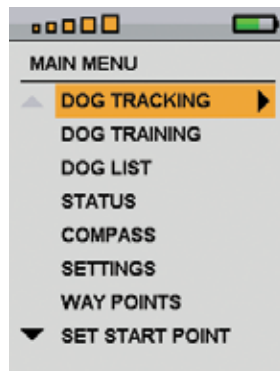 MAIN MENU
DOG TRACKING
DOG TRAINING
DOG LIST
STATUS
COMPASS
SETTINGS
WAY POINTS
SET START POINT